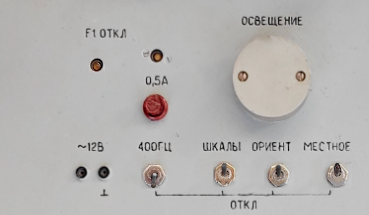 ОСВЕЩЕНИЕ
F1 ОТКЛ
0,5А
~12В 400ГЦ ШКАЛЫ ОРИЕНТ МЕСТНОЕ
ОТКЛ